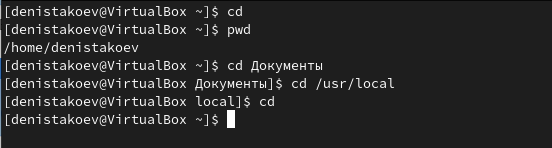 [denistakoev@VirtualBox ~]$ cd
[denistakoev@VirtualBox ~]$ pwd
/home/denistakoev
[denistakoev@VirtualBox ~]$ cd Документы
[denistakoev@VirtualBox Документы]$ cd /usr/local
[denistakoev@VirtualBox local]$ cd
[denistakoev@VirtualBox ~]$